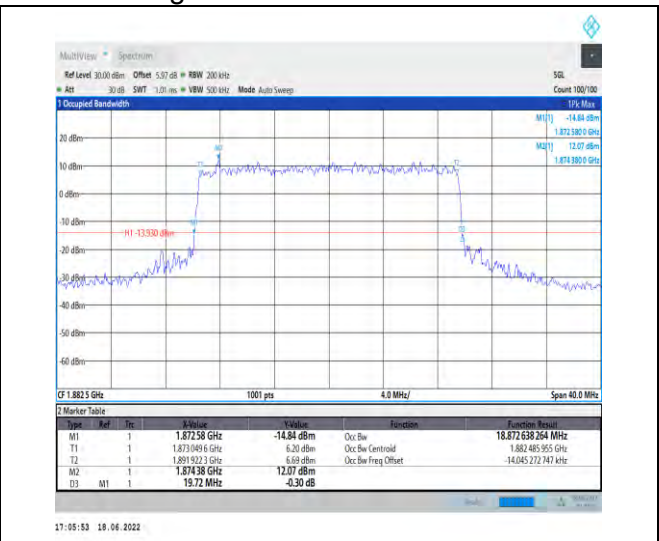 MultiView Spectrum
Ref Level 30.00 dBm Offset 5.97 dB RBW 200 kHz SGL
Att 30 dB SWT 1.01 ms VBW 500 kHz Mode Auto Sweep Count 100/100
1 Occupied Bandwidth 1Pk Max
M1[1] -14.84 dBm
1.872 580 0 GHz
M2[1] 12.07 dBm
1.874 380 0 GHz
20 dBm
M2
T1 T2
10 dBm
0 dBm
-10 dBm
M1
D3
H1 -13.930 dBm
-20 dBm
-30 dBm
-40 dBm
-50 dBm
-60 dBm
CF 1.882 5 GHz 1001 pts 4.0 MHz/ Span 40.0 MHz
2 Marker Table
Type Ref Trc X-Value Y-Value Function Function Result
M1 1 1.872 58 GHz -14.84 dBm Occ Bw 18.872 638 264 MHz
T1 1 1.873 049 6 GHz 6.20 dBm Occ Bw Centroid 1.882 485 955 GHz
T2 1 1.891 922 3 GHz 6.69 dBm Occ Bw Freq Offset -14.045 272 747 kHz
M2 1 1.874 38 GHz 12.07 dBm
D3 M1 1 19.72 MHz -0.30 dB
17:05:53 18.06.2022